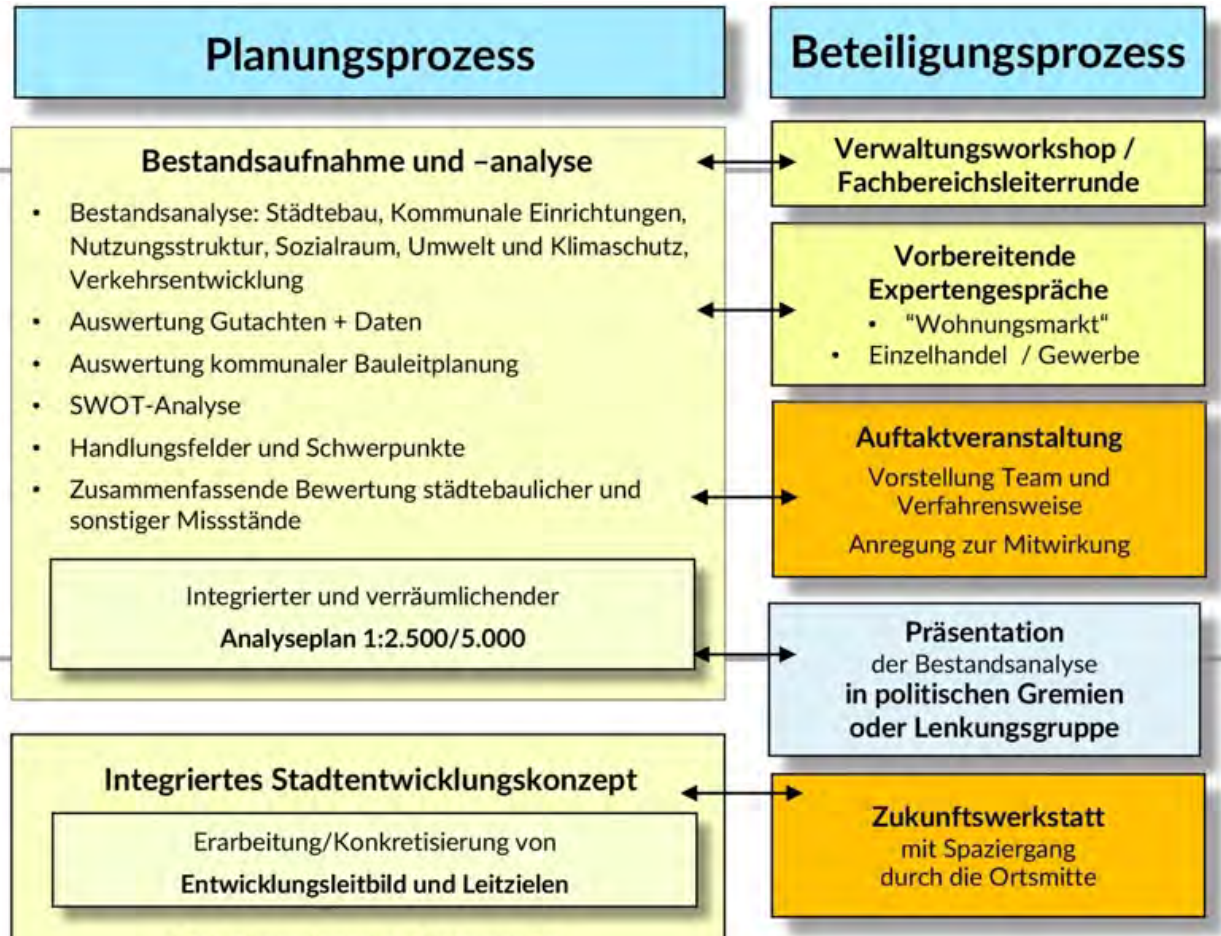 Planungsprozess
Bestandsaufnahme und –analyse
• Bestandsanalyse: Städtebau, Kommunale Einrichtungen,
Nutzungsstruktur, Sozialraum, Umwelt und Klimaschutz,
Verkehrsentwicklung
• Auswertung Gutachten + Daten
• Auswertung kommunaler Bauleitplanung
• SWOT-Analyse
• Handlungsfelder und Schwerpunkte
• Zusammenfassende Bewertung städtebaulicher und
sonstiger Missstände
Integrierter und verräumlichender
Analyseplan 1:2.500/5.000
Integriertes Stadtentwicklungskonzept
Erarbeitung/Konkretisierung von
Entwicklungsleitbild und Leitzielen
Beteiligungsprozess
Verwaltungsworkshop /
Fachbereichsleiterrunde
Vorbereitende
Expertengespräche
• “Wohnungsmarkt“
• Einzelhandel / Gewerbe
Auftaktveranstaltung
Vorstellung Team und
Verfahrensweise
Anregung zur Mitwirkung
Präsentation
der Bestandsanalyse
in politischen Gremien
oder Lenkungsgruppe
Zukunftswerkstatt
mit Spaziergang
durch die Ortsmitte